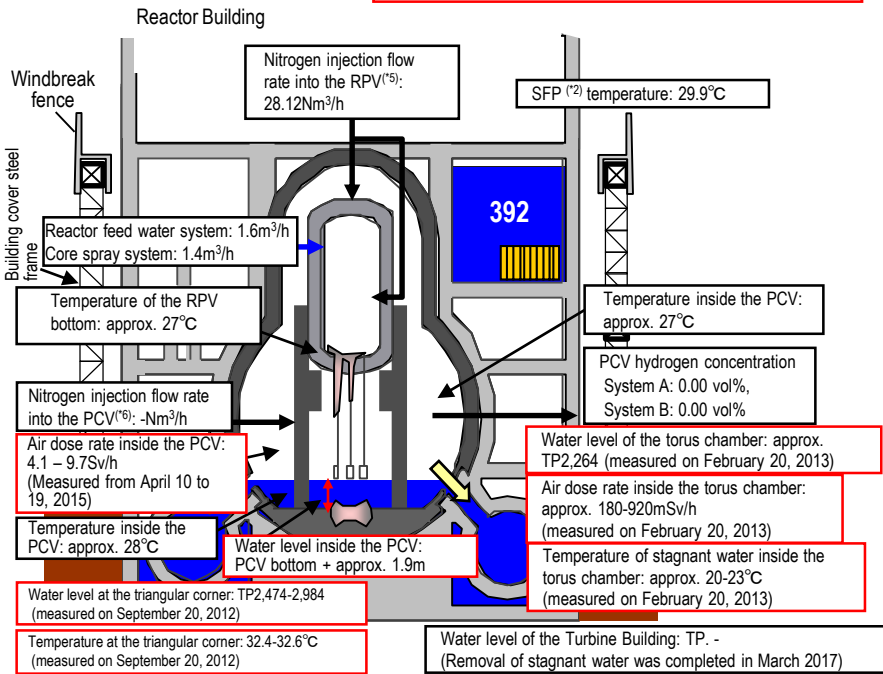 Reactor Building
Nitrogen injection flow
rate into the RPV(*5):
28.12Nm3/h
Windbreak
fence
SFP (*2) temperature: 29.9℃
392
Building cover steel
frame
Reactor feed water system: 1.6m3/h
Core spray system: 1.4m3/h
Temperature of the RPV
bottom: approx. 27℃
Temperature inside the PCV:
approx. 27℃
PCV hydrogen concentration
System A: 0.00 vol%,
System B: 0.00 vol%
Nitrogen injection flow rate
into the PCV(*6): -Nm3/h
Air dose rate inside the PCV:
4.1 – 9.7Sv/h
(Measured from April 10 to
19, 2015)
Water level of the torus chamber: approx.
TP2,264 (measured on February 20, 2013)
Air dose rate inside the torus chamber:
approx. 180-920mSv/h
(measured on February 20, 2013)
Temperature inside the
PCV: approx. 28℃
Water level inside the PCV:
PCV bottom + approx. 1.9m
Temperature of stagnant water inside the
torus chamber: approx. 20-23℃
(measured on February 20, 2013)
Water level at the triangular corner: TP2,474-2,984
(measured on September 20, 2012)
Temperature at the triangular corner: 32.4-32.6℃
(measured on September 20, 2012)
Water level of the Turbine Building: TP. -
(Removal of stagnant water was completed in March 2017)